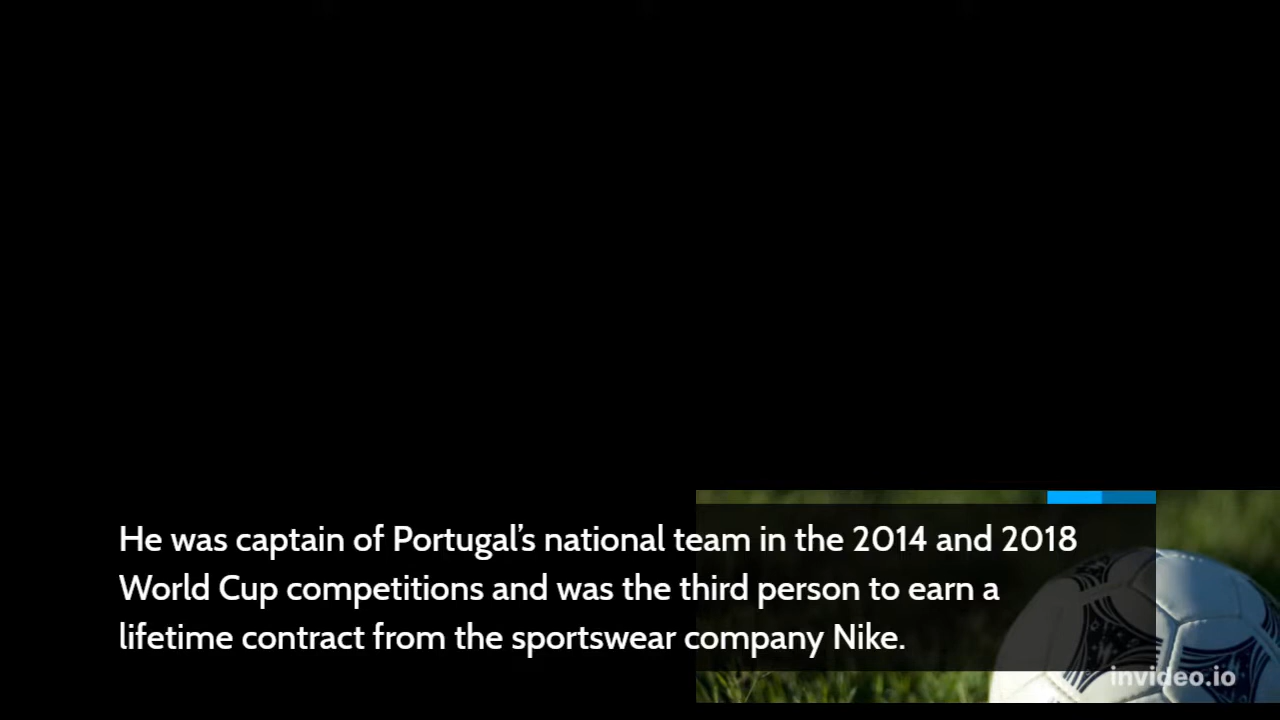 He was captain of Portugal’s national team in the 2014 and 2018
World Cup competitions and was the third person to earn a
lifetime contract from the sportswear company Nike.
invideo.io